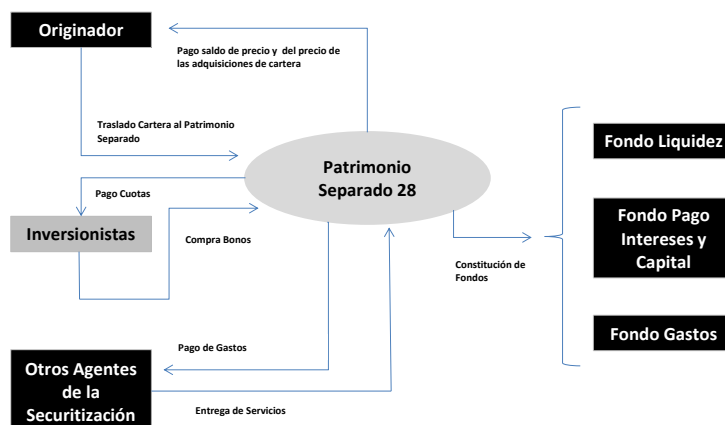 Originador
Pago saldo de precio y del precio de
las adquisiciones de cartera
Traslado Cartera al Patrimonio
Separado
Patrimonio
Separado 28
Pago Cuotas
Inversionistas
Compra Bonos
Constitución de
Fondos
Fondo Liquidez
Fondo Pago
Intereses y
Capital
Fondo Gastos
Pago de Gastos
Otros Agentes
de la
Securitización
Entrega de Servicios